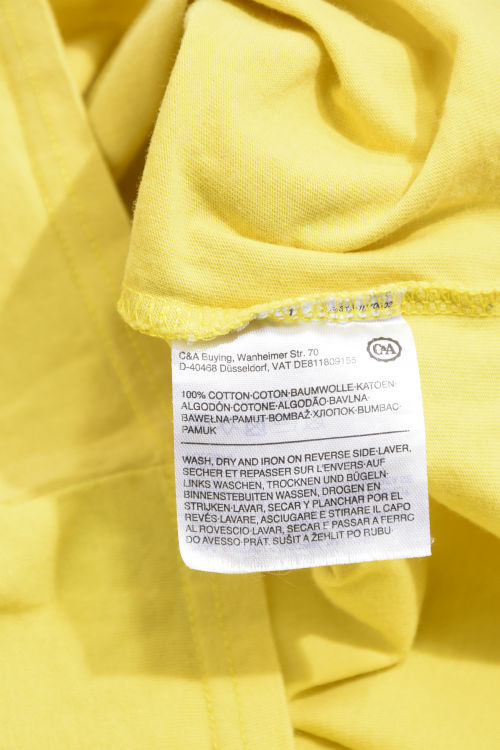 C&A
C&A Buying, Wanheimer Str. 70
D-40468 Düsseldorf, VAT DE811809155
100% COTTON·COTON·BAUMWOLLE·KATOEN·
ALGODÓN·COTONE·ALGODÃO·BAVLNA·
BAWEŁNA·PAMUT·BOMBAŽ·ХЛОПОК·BUMBAC·
PAMUK
WASH, DRY AND IRON ON REVERSE SIDE·LAVER,
SECHER ET REPASSER SUR L'ENVERS·AUF
LINKS WASCHEN, TROCKNEN UND BÜGELN·
BINNENSTEBUITEN WASSEN, DROGEN EN
STRIJKEN·LAVAR, SECAR Y PLANCHAR POR EL
REVÉS·LAVARE, ASCIUGARE E STIRARE IL CAPO
AL ROVESCIO·LAVAR, SECAR E PASSAR A FERRO
DO AVESSO·PRÁT, SUŠIT A ŽEHLIT PO RUBU·